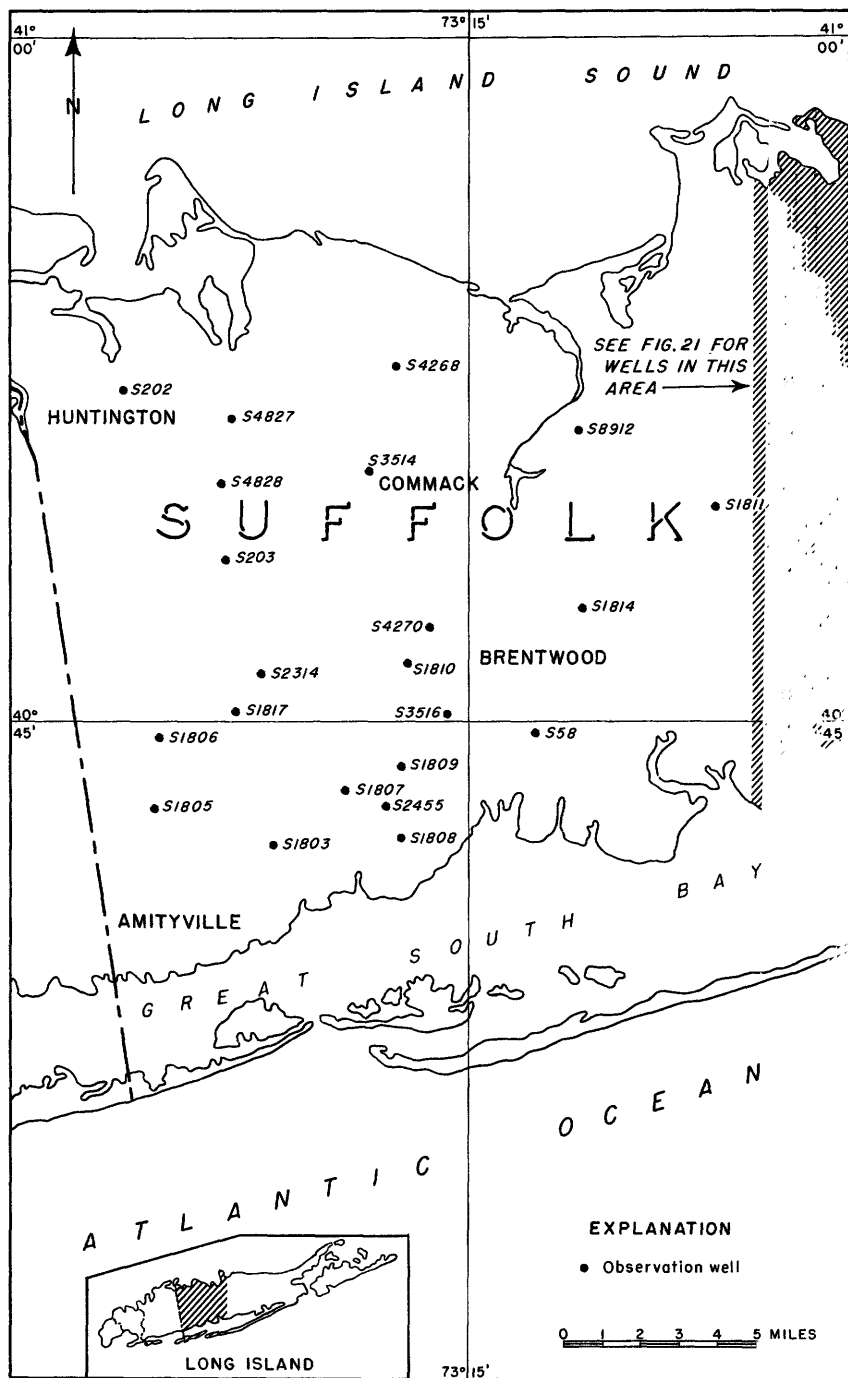 41°
00'
73° 15'
41°
00'
N
LONG ISLAND SOUND
SEE FIG. 21 FOR
WELLS IN THIS
AREA
S4268
S202
HUNTINGTON
S4827
S8912
S3514
COMMACK
S4828
SUFFOLK
S1811
S203
S1814
S4270
BRENTWOOD
S1810
S2314
S1817
S3516
40°
45'
40°
45'
S1806
S58
S1809
S1807
S1805
S2455
S1803
S1808
AMITYVILLE
GREAT SOUTH BAY
ATLANTIC OCEAN
EXPLANATION
Observation well
0 1 2 3 4 5 MILES
LONG ISLAND
73° 15'